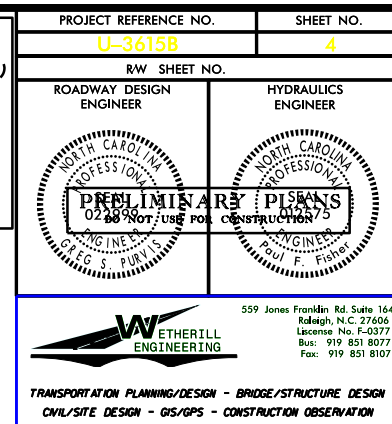 PROJECT REFERENCE NO.
SHEET NO.
U-3615B
4
R/W SHEET NO.
ROADWAY DESIGN
ENGINEER
HYDRAULICS
ENGINEER
NORTH CAROLINA
PROFESSIONAL
SEAL
022899
ENGINEER
GREG S. PURVIS
NORTH CAROLINA
PROFESSIONAL
SEAL
012575
ENGINEER
Paul F. Fisher
PRELIMINARY PLANS
DO NOT USE FOR CONSTRUCTION
WETHERILL
ENGINEERING
559 Jones Franklin Rd. Suite 164
Raleigh, N.C. 27606
Liscense No. F-0377
Bus: 919 851 8077
Fax: 919 851 8107
TRANSPORTATION PLANNING/DESIGN - BRIDGE/STRUCTURE DESIGN
CIVIL/SITE DESIGN - GIS/GPS - CONSTRUCTION OBSERVATION